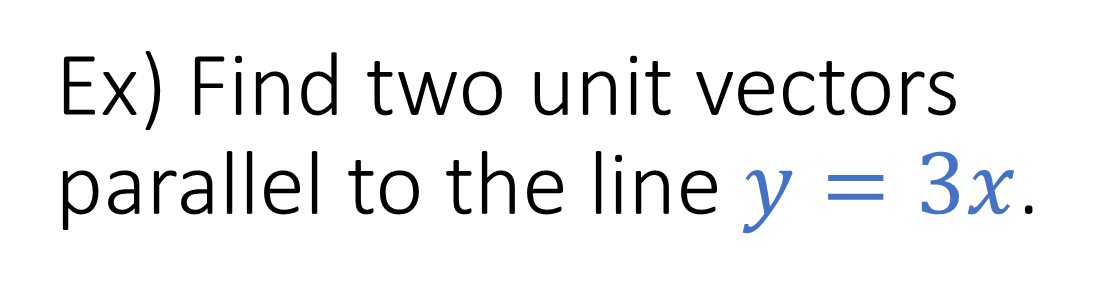 Ex) Find two unit vectors
parallel to the line y = 3x.